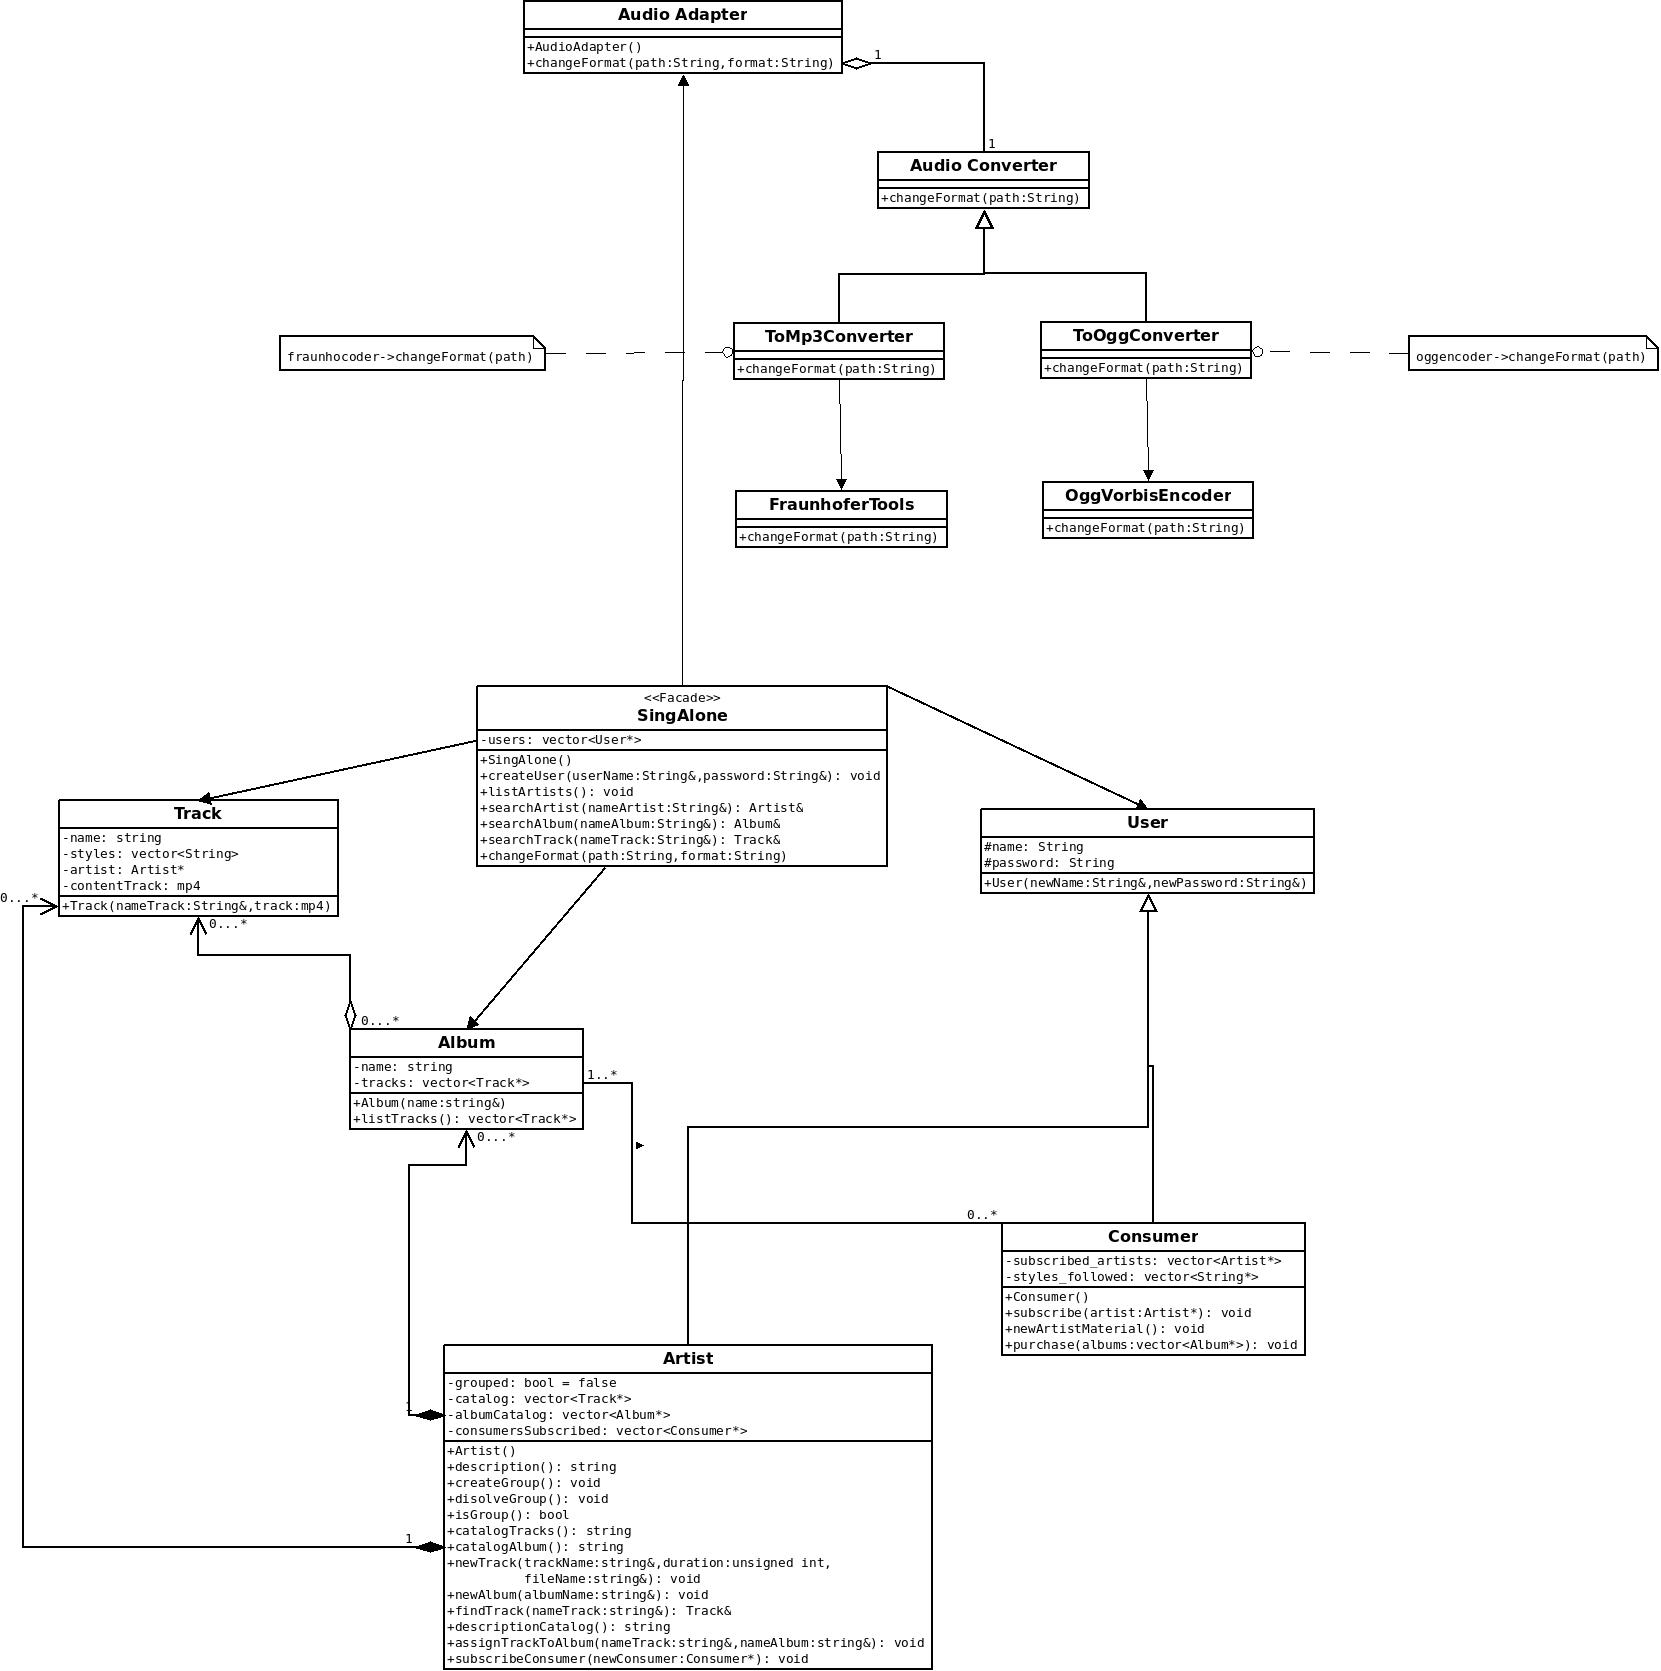 Audio Adapter
+AudioAdapter()
+changeFormat(path:String,format:String)
1
1
Audio Converter
+changeFormat(path:String)
fraunhocoder->changeFormat(path)
ToMp3Converter
+changeFormat(path:String)
ToOggConverter
+changeFormat(path:String)
oggencoder->changeFormat(path)
FraunhoferTools
+changeFormat(path:String)
OggVorbisEncoder
+changeFormat(path:String)
<<Facade>>
SingAlone
-users: vector<User*>
+SingAlone()
+createUser(userName:String&,password:String&): void
+listArtists(): void
+searchArtist(nameArtist:String&): Artist&
+searchAlbum(nameAlbum:String&): Album&
+searchTrack(nameTrack:String&): Track&
+changeFormat(path:String,format:String)
Track
-name: string
-styles: vector<String>
-artist: Artist*
-contentTrack: mp4
+Track(nameTrack:String&,track:mp4)
0...*
0...*
User
#name: String
#password: String
+User(newName:String&,newPassword:String&)
0...*
Album
-name: string
-tracks: vector<Track*>
+Album(name:string&)
+listTracks(): vector<Track*>
1..*
0...*
0..*
Consumer
-subscribed_artists: vector<Artist*>
-styles_followed: vector<String*>
+Consumer()
+subscribe(artist:Artist*): void
+newArtistMaterial(): void
+purchase(albums:vector<Album*>): void
Artist
-grouped: bool = false
-catalog: vector<Track*>
-albumCatalog: vector<Album*>
-consumersSubscribed: vector<Consumer*>
1
+Artist()
+description(): string
+createGroup(): void
+disolveGroup(): void
+isGroup(): bool
+catalogTracks(): string
1
+catalogAlbum(): string
+newTrack(trackName:string&,duration:unsigned int,
fileName:string&): void
+newAlbum(albumName:string&): void
+findTrack(nameTrack:string&): Track&
+descriptionCatalog(): string
+assignTrackToAlbum(nameTrack:string&,nameAlbum:string&): void
+subscribeConsumer(newConsumer:Consumer*): void